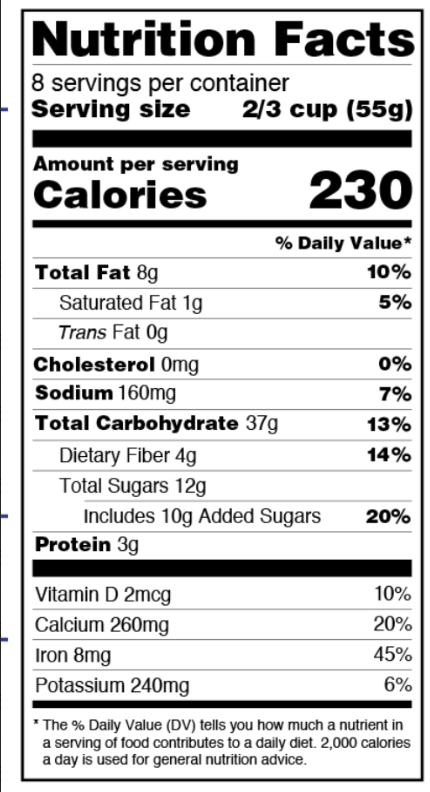 Nutrition Facts
8 servings per container
Serving size 2/3 cup (55g)
Amount per serving
Calories 230
% Daily Value*
Total Fat 8g 10%
Saturated Fat 1g 5%
Trans Fat 0g
Cholesterol 0mg 0%
Sodium 160mg 7%
Total Carbohydrate 37g 13%
Dietary Fiber 4g 14%
Total Sugars 12g
Includes 10g Added Sugars 20%
Protein 3g
Vitamin D 2mcg 10%
Calcium 260mg 20%
Iron 8mg 45%
Potassium 240mg 6%
* The % Daily Value (DV) tells you how much a nutrient in
a serving of food contributes to a daily diet. 2,000 calories
a day is used for general nutrition advice.